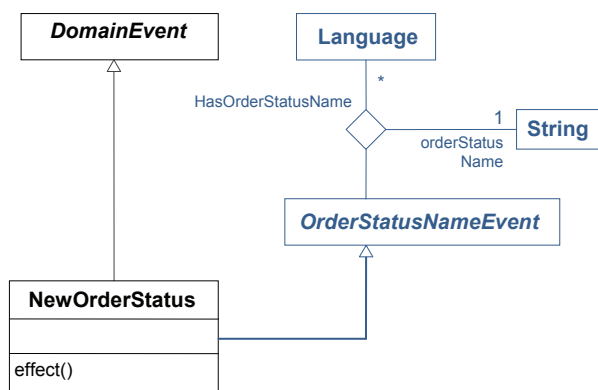 DomainEvent
Language
*
HasOrderStatusName
1
String
orderStatus
Name
OrderStatusNameEvent
NewOrderStatus
effect()